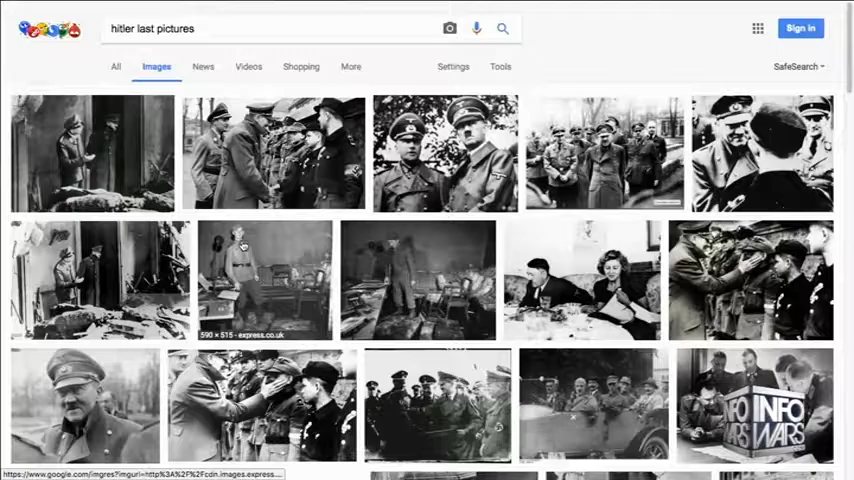 hitler last pictures
Sign in
All Images News Videos Shopping More Settings Tools SafeSearch
590 × 515 - express.co.uk
INFO INFO
WARS WARS
https://www.google.com/imgres?imgurl=http%3A%2F%2Fcdn.images.express....